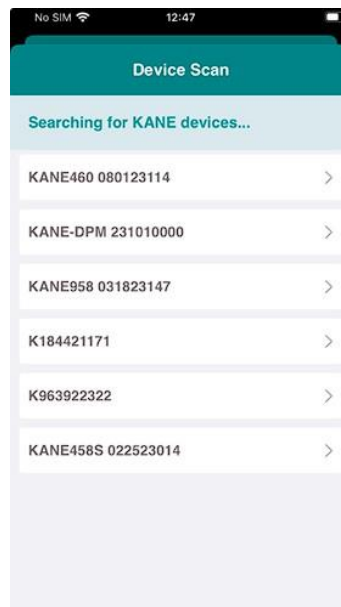 No SIM 12:47
Device Scan
Searching for KANE devices...
KANE460 080123114
KANE-DPM 231010000
KANE958 031823147
K184421171
K963922322
KANE458S 022523014